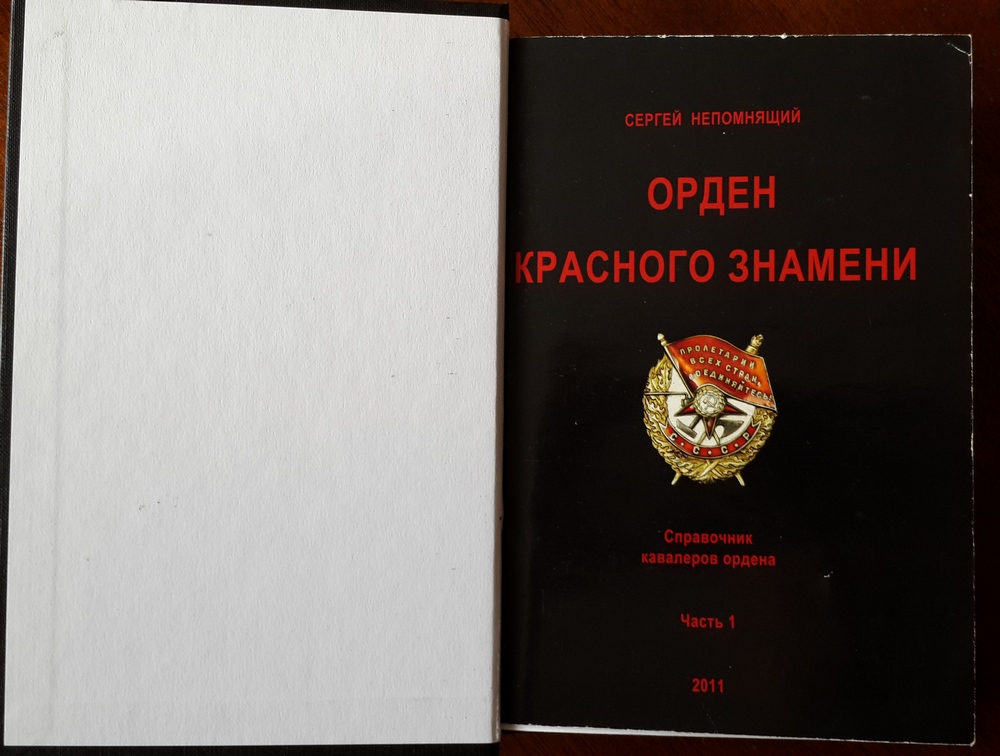 СЕРГЕЙ НЕПОМНЯЩИЙ
ОРДЕН
КРАСНОГО ЗНАМЕНИ
ПРОЛЕТАРИИ
ВСЕХ СТРАН
СОЕДИНЯЙТЕСЬ!
С·С·С·Р
Справочник
кавалеров ордена
Часть 1
2011